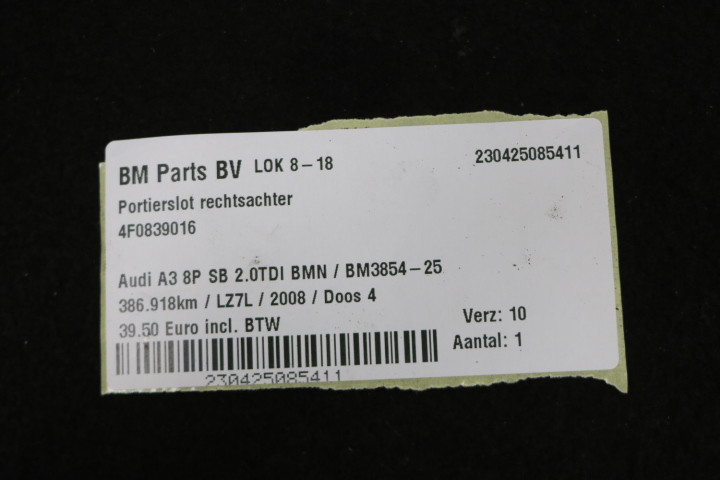 BM Parts BV LOK 8-18 230425085411
Portierslot rechtsachter
4F0839016
Audi A3 8P SB 2.0TDI BMN / BM3854-25
386.918km / LZ7L / 2008 / Doos 4
39.50 Euro incl. BTW Verz: 10
Aantal: 1
230425085411